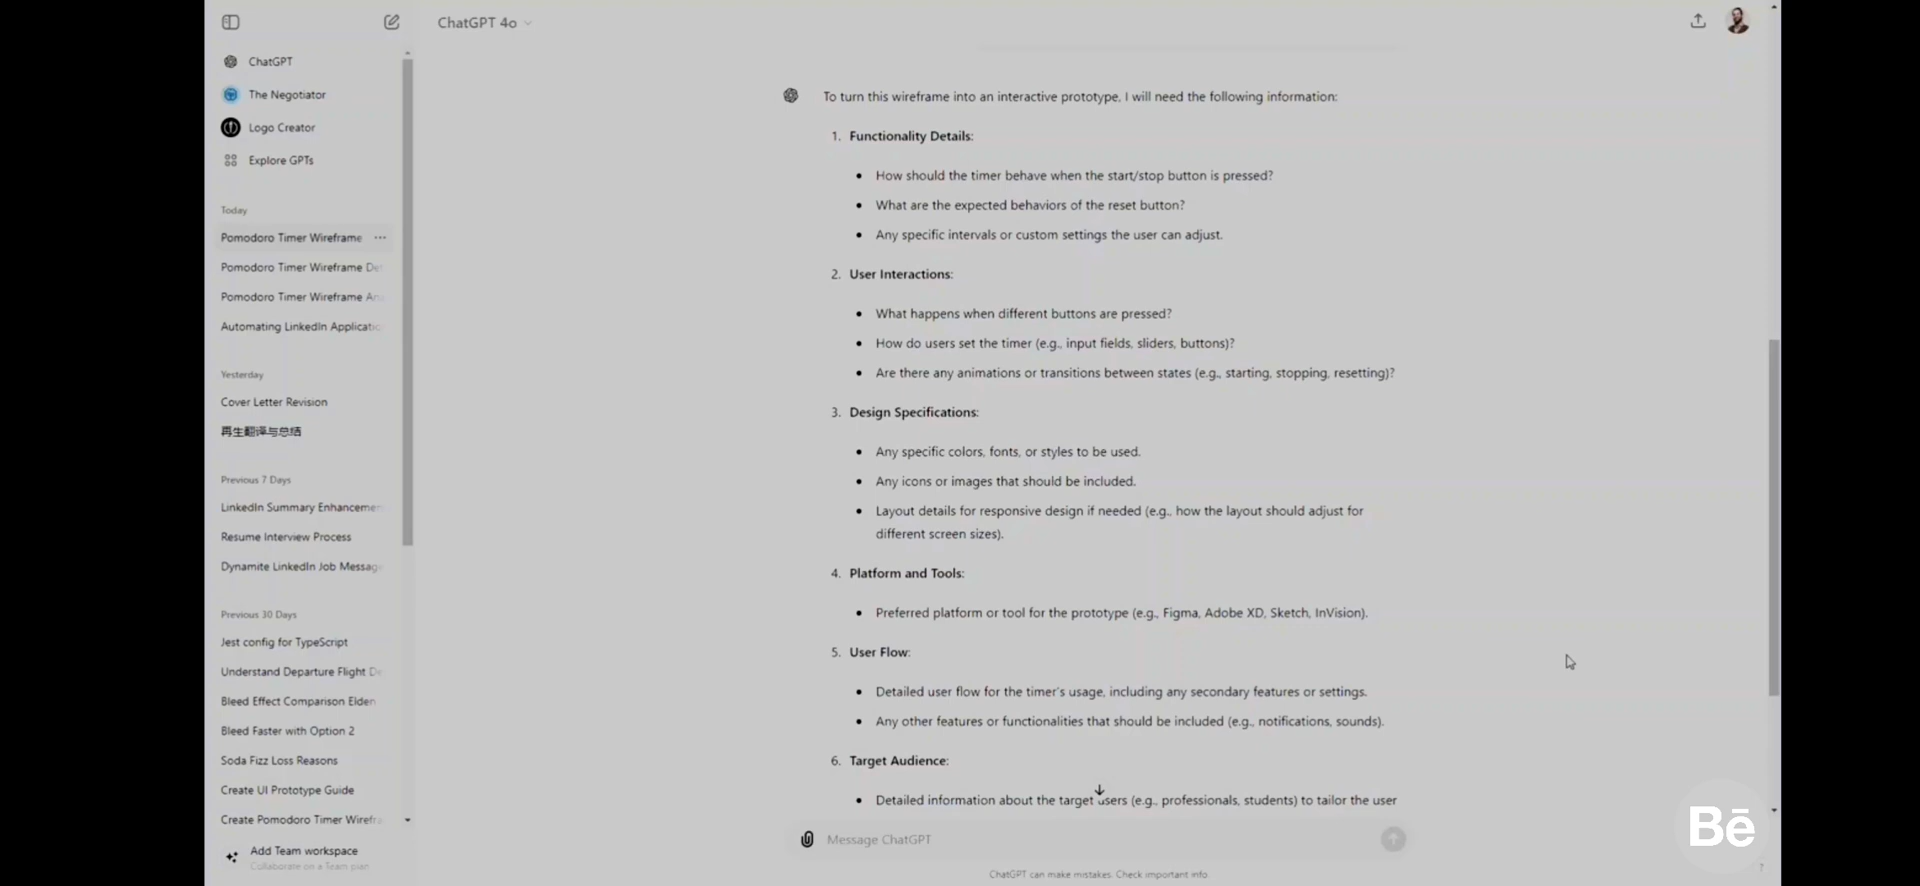 ChatGPT 4o
ChatGPT
The Negotiator
Logo Creator
Explore GPTs
Today
Pomodoro Timer Wireframe ...
Pomodoro Timer Wireframe
Pomodoro Timer Wireframe
Automating LinkedIn
Yesterday
Cover Letter Revision
再生翻译与总结
Previous 7 Days
LinkedIn Summary
Resume Interview Process
Dynamite LinkedIn Job
Previous 30 Days
Jest config for TypeScript
Understand Departure Flight
Bleed Effect Comparison Elden
Bleed Faster with Option 2
Soda Fizz Loss Reasons
Create UI Prototype Guide
Create Pomodoro Timer
Add Team workspace
Collaborate on a Team plan
To turn this wireframe into an interactive prototype, I will need the following information:
1. Functionality Details:
• How should the timer behave when the start/stop button is pressed?
• What are the expected behaviors of the reset button?
• Any specific intervals or custom settings the user can adjust.
2. User Interactions:
• What happens when different buttons are pressed?
• How do users set the timer (e.g., input fields, sliders, buttons)?
• Are there any animations or transitions between states (e.g., starting, stopping, resetting)?
3. Design Specifications:
• Any specific colors, fonts, or styles to be used.
• Any icons or images that should be included.
• Layout details for responsive design if needed (e.g., how the layout should adjust for
different screen sizes).
4. Platform and Tools:
• Preferred platform or tool for the prototype (e.g., Figma, Adobe XD, Sketch, InVision).
5. User Flow:
• Detailed user flow for the timer's usage, including any secondary features or settings.
• Any other features or functionalities that should be included (e.g., notifications, sounds).
6. Target Audience:
• Detailed information about the target users (e.g., professionals, students) to tailor the user
Message ChatGPT
ChatGPT can make mistakes. Check important info.
Bē
?